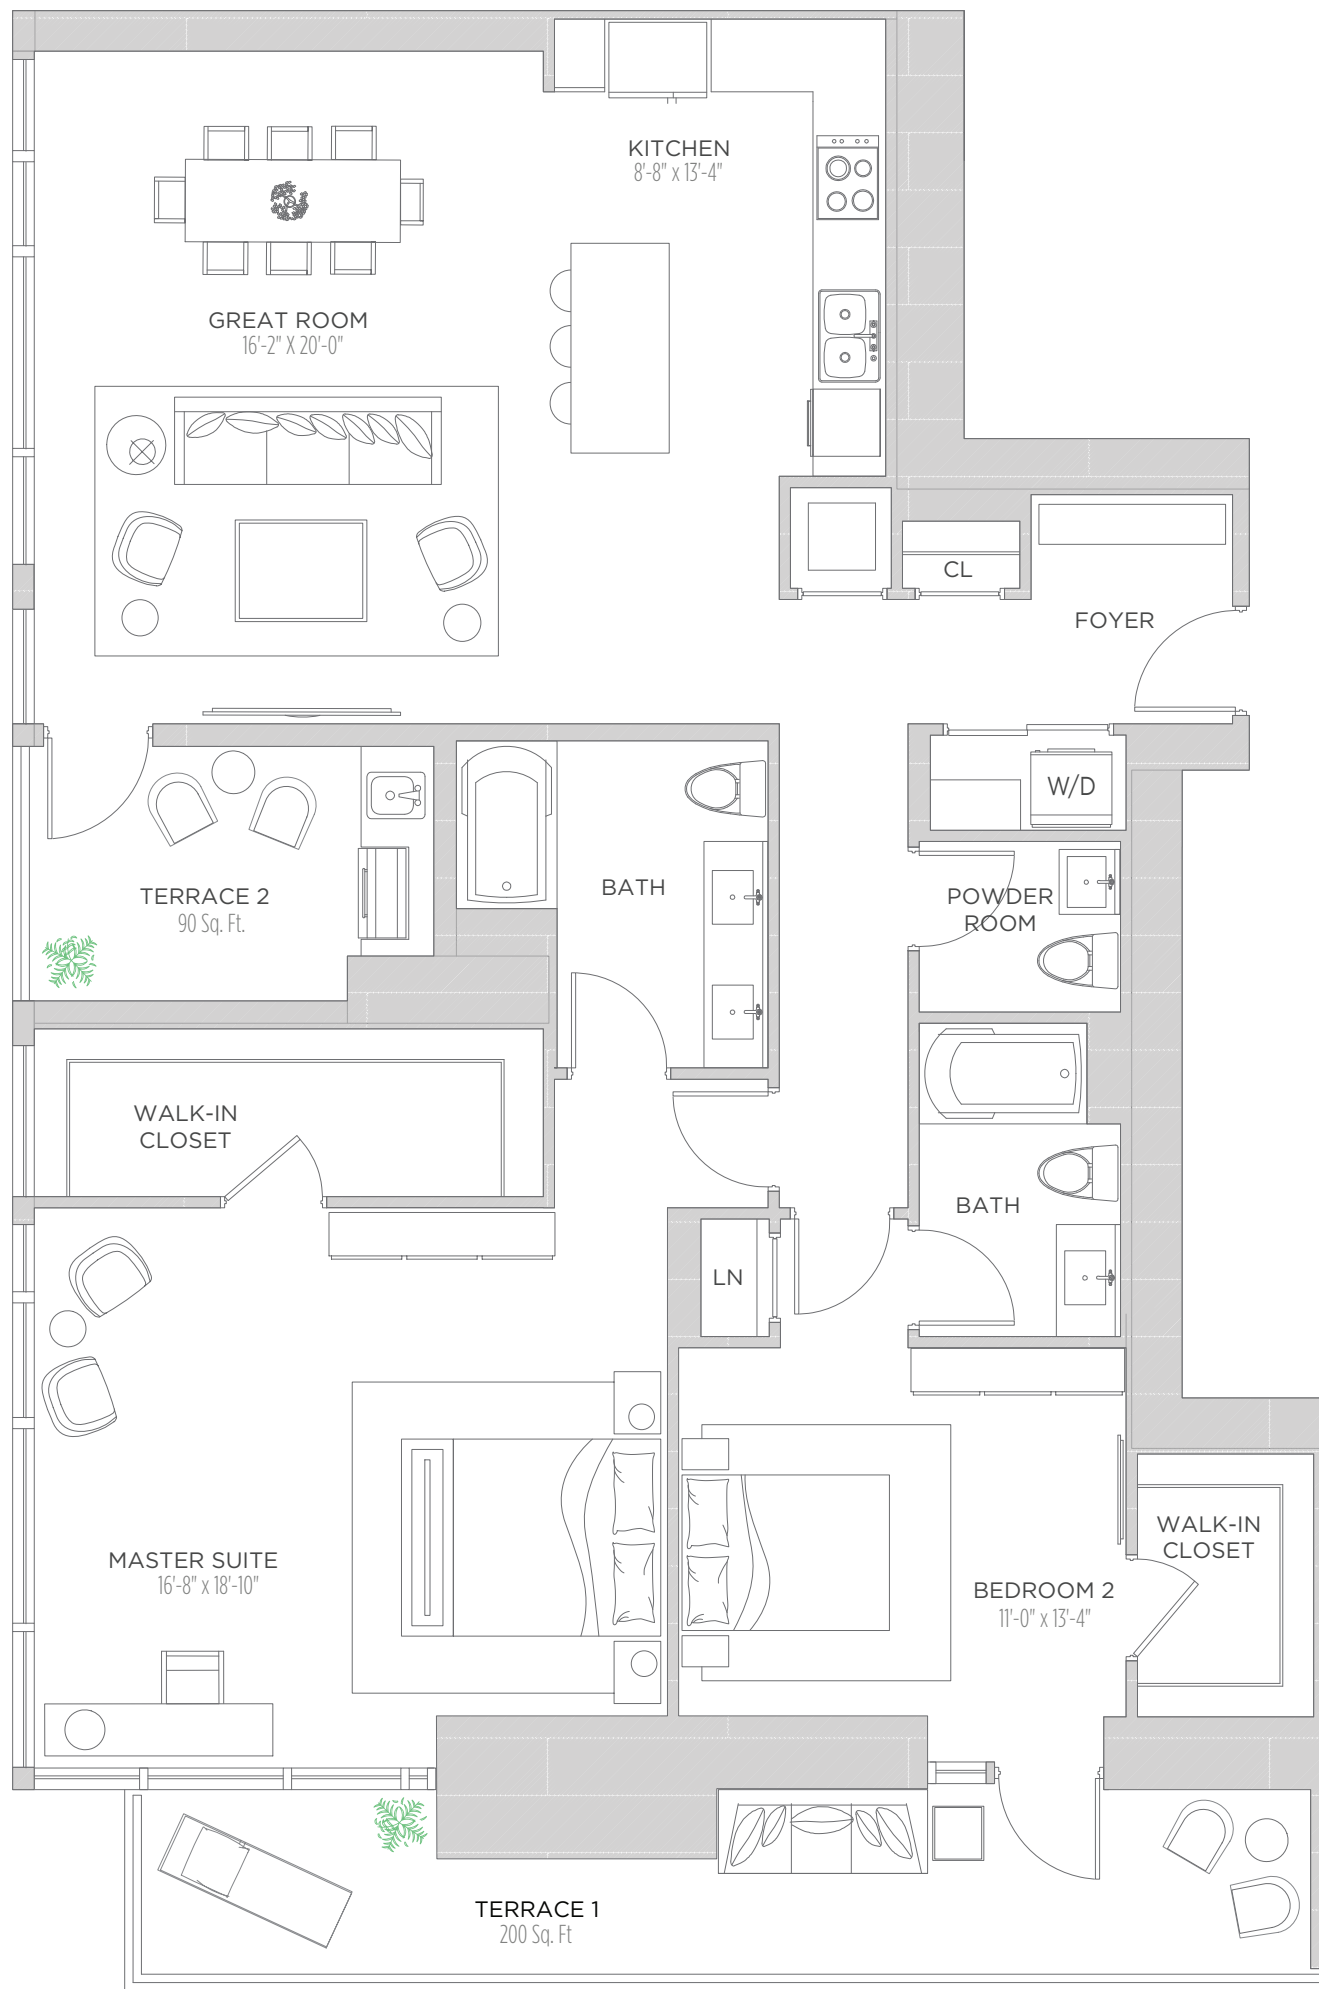 KITCHEN
8'-8" x 13'-4"
GREAT ROOM
16'-2" X 20'-0"
CL
FOYER
W/D
TERRACE 2
90 Sq. Ft.
BATH
POWDER
ROOM
WALK-IN
CLOSET
BATH
LN
MASTER SUITE
16'-8" x 18'-10"
WALK-IN
CLOSET
BEDROOM 2
11'-0" x 13'-4"
TERRACE 1
200 Sq. Ft